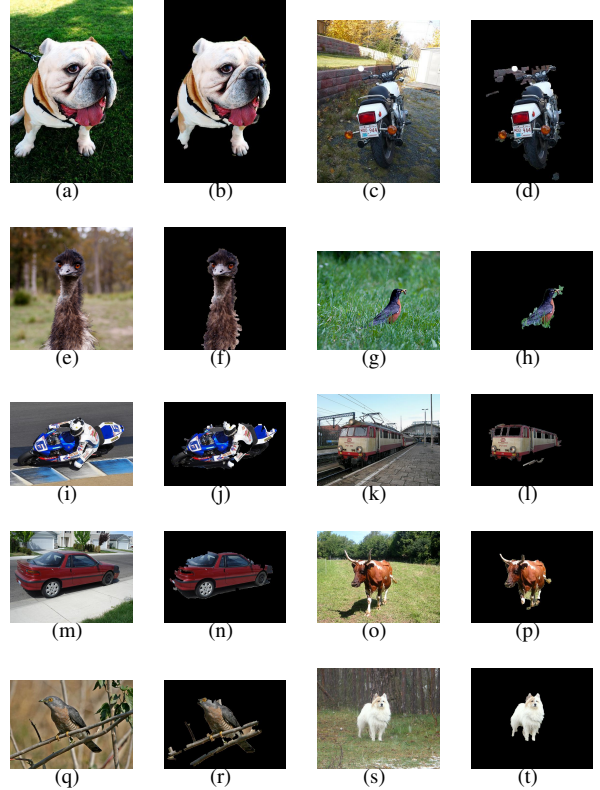 (a) (b) (c) (d)
(e) (f) (g) (h)
(i) (j) (k) (l)
(m) (n) (o) (p)
(q) (r) (s) (t)